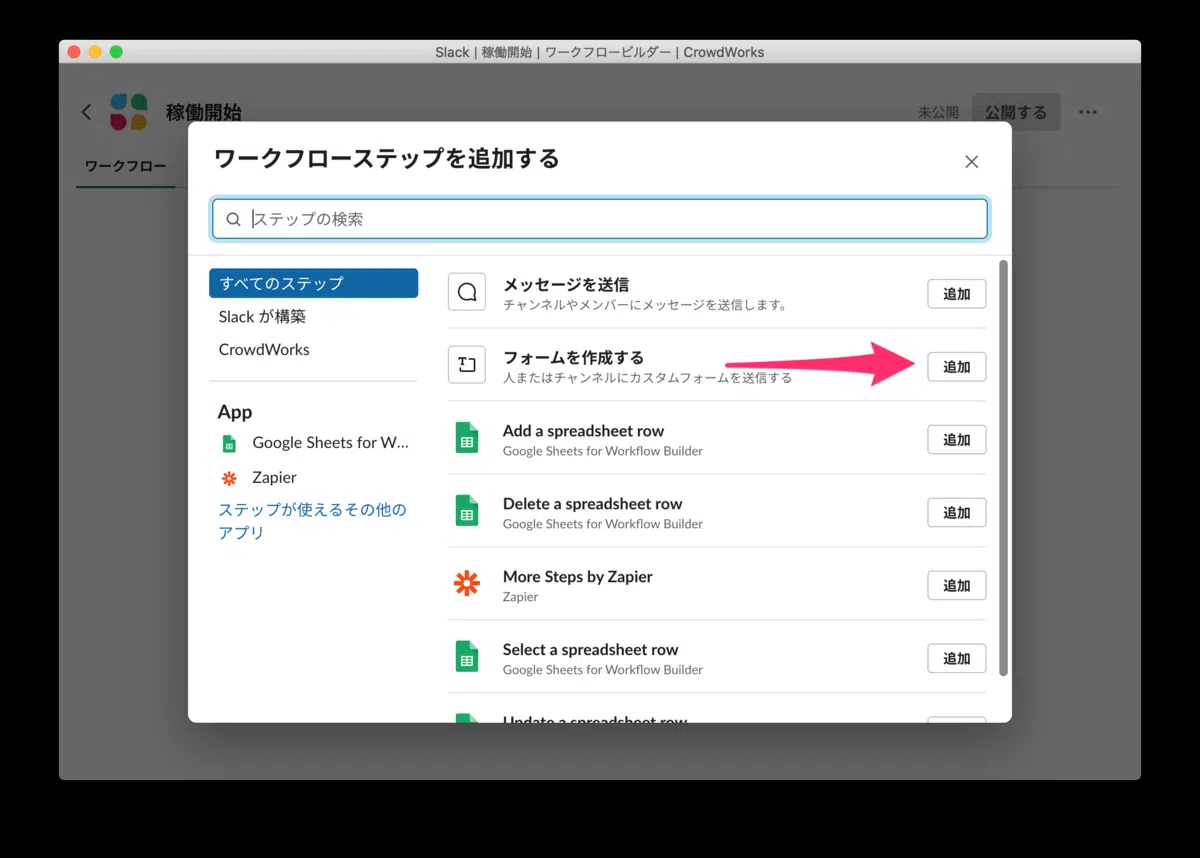 Slack | 稼働開始 | ワークフロービルダー | CrowdWorks
稼働開始
未公開
公開する
ワークフロー
ワークフローステップを追加する
ステップの検索
すべてのステップ
Slack が構築
CrowdWorks
App
Google Sheets for W...
Zapier
ステップが使えるその他の
アプリ
メッセージを送信
チャンネルやメンバーにメッセージを送信します。
追加
フォームを作成する
人またはチャンネルにカスタムフォームを送信する
追加
Add a spreadsheet row
Google Sheets for Workflow Builder
追加
Delete a spreadsheet row
Google Sheets for Workflow Builder
追加
More Steps by Zapier
Zapier
追加
Select a spreadsheet row
Google Sheets for Workflow Builder
追加
Update a spreadsheet row